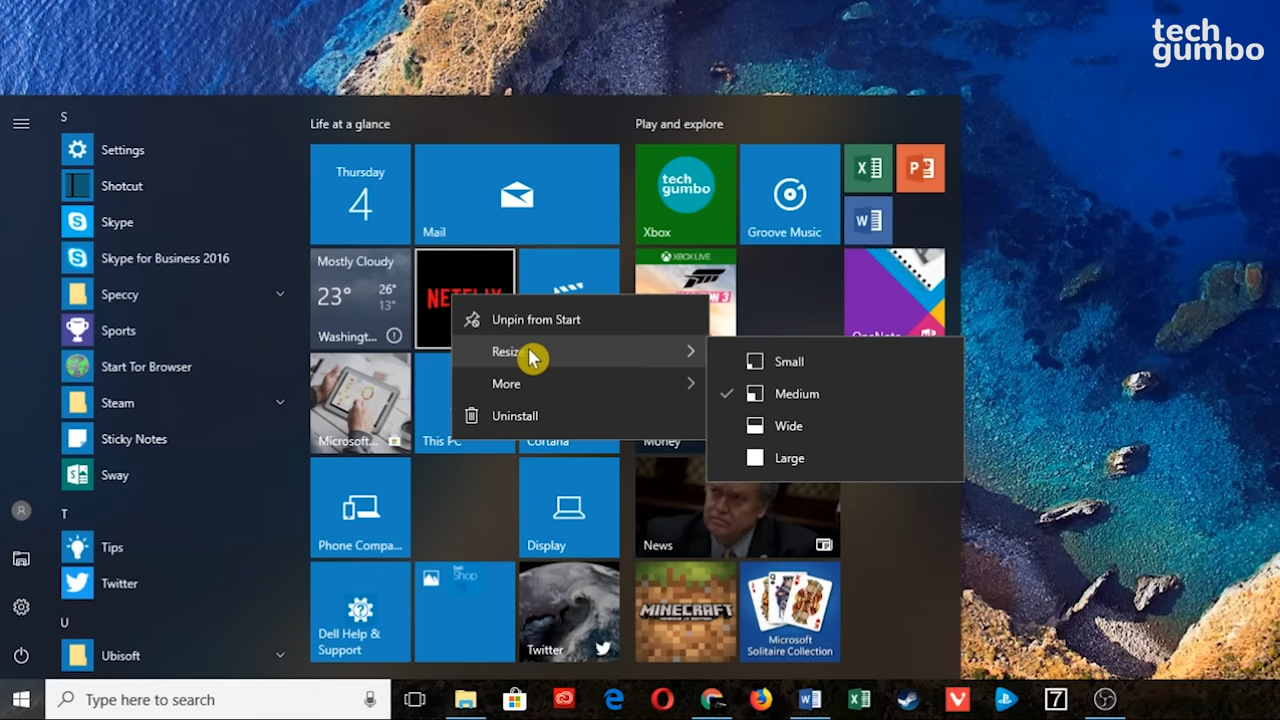 tech
gumbo
S
Settings
Shotcut
Skype
Skype for Business 2016
Speccy
Sports
Start Tor Browser
Steam
Sticky Notes
Sway
T
Tips
Twitter
U
Ubisoft
Life at a glance
Thursday
4
Mail
Mostly Cloudy
23° 26°
13°
Washingt...
NETFLIX
Microsoft...
This PC
Cortana
Phone Compa...
Display
Dell Help &
Support
Shop
Twitter
Play and explore
tech
gumbo
Xbox
Groove Music
X
P
W
XBOX LIVE
OneNote
Money
News
MINECRAFT
Microsoft
Solitaire Collection
Unpin from Start
Resize
More
Uninstall
Small
Medium
Wide
Large
Type here to search
7